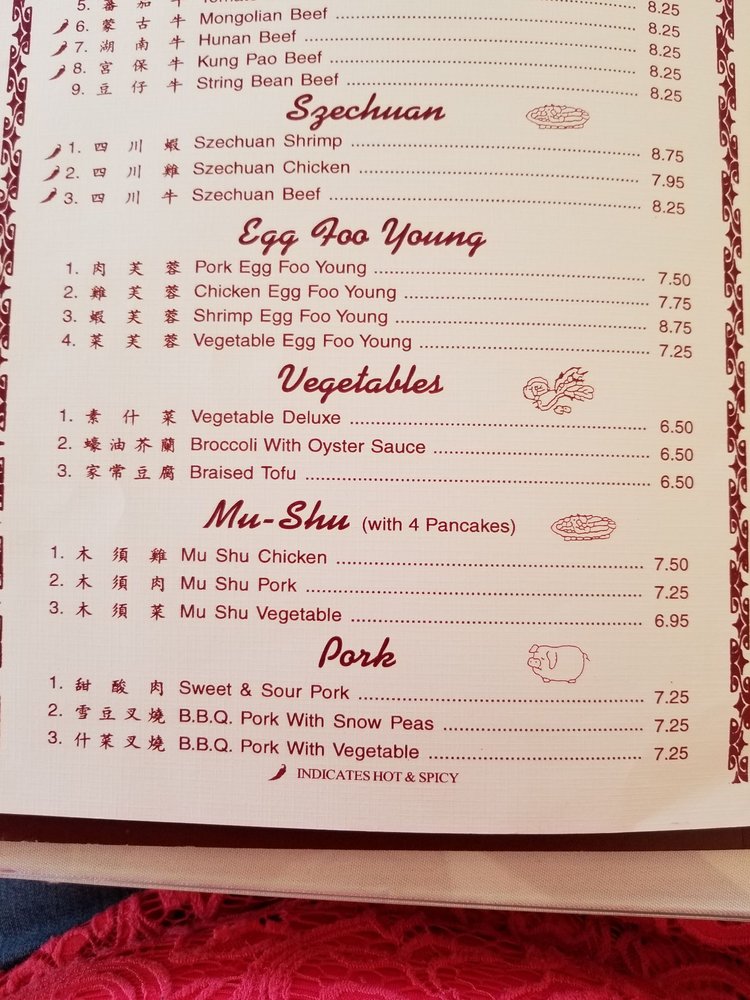 5. 蕃 茄 牛 8.25
6. 蒙 古 牛 Mongolian Beef 8.25
7. 湖 南 牛 Hunan Beef 8.25
8. 宮 保 牛 Kung Pao Beef 8.25
9. 豆 仔 牛 String Bean Beef 8.25
Szechuan
1. 四 川 蝦 Szechuan Shrimp 8.75
2. 四 川 雞 Szechuan Chicken 7.95
3. 四 川 牛 Szechuan Beef 8.25
Egg Foo Young
1. 肉 芙 蓉 Pork Egg Foo Young 7.50
2. 雞 芙 蓉 Chicken Egg Foo Young 7.75
3. 蝦 芙 蓉 Shrimp Egg Foo Young 8.75
4. 菜 芙 蓉 Vegetable Egg Foo Young 7.25
Vegetables
1. 素 什 菜 Vegetable Deluxe 6.50
2. 蠔油芥蘭 Broccoli With Oyster Sauce 6.50
3. 家常豆腐 Braised Tofu 6.50
Mu-Shu (with 4 Pancakes)
1. 木 須 雞 Mu Shu Chicken 7.50
2. 木 須 肉 Mu Shu Pork 7.25
3. 木 須 菜 Mu Shu Vegetable 6.95
Pork
1. 甜 酸 肉 Sweet & Sour Pork 7.25
2. 雪豆叉燒 B.B.Q. Pork With Snow Peas 7.25
3. 什菜叉燒 B.B.Q. Pork With Vegetable 7.25
INDICATES HOT & SPICY